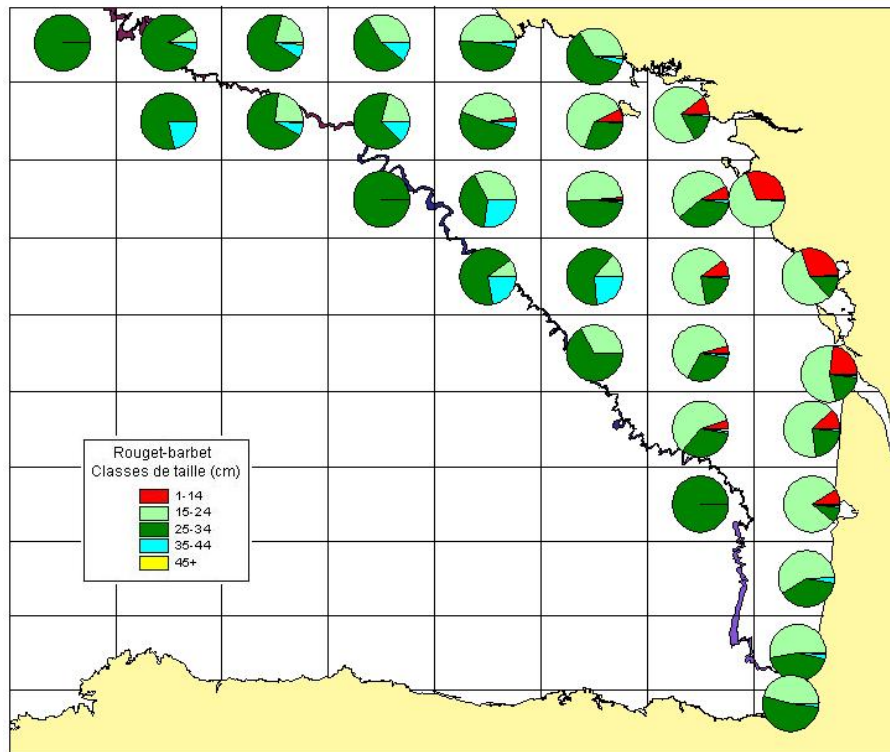 Rouget-barbet
Classes de taille (cm)
1-14
15-24
25-34
35-44
45+